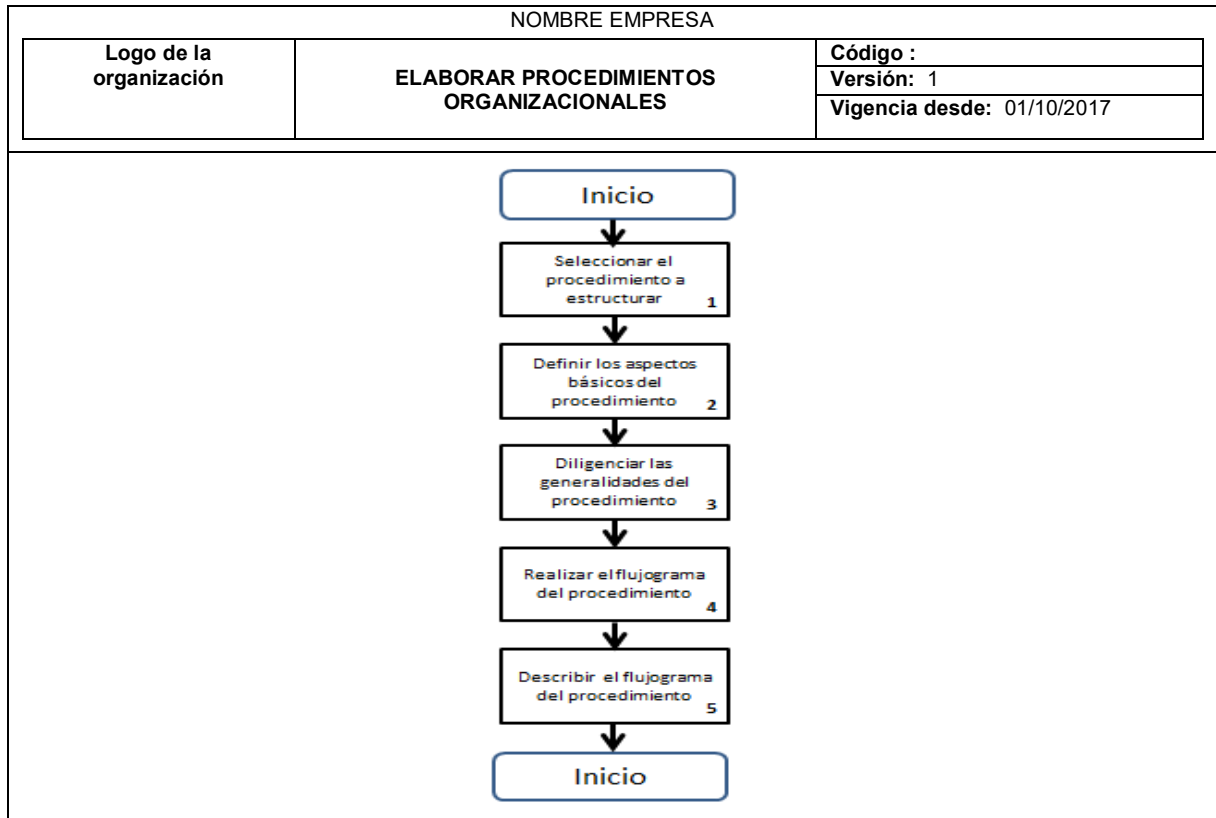 NOMBRE EMPRESA
Logo de la
organización
ELABORAR PROCEDIMIENTOS
ORGANIZACIONALES
Código :
Versión: 1
Vigencia desde: 01/10/2017
Inicio
Seleccionar el
procedimiento a
estructurar 1
Definir los aspectos
básicos del
procedimiento 2
Diligenciar las
generalidades del
procedimiento 3
Realizar el flujograma
del procedimiento
4
Describir el flujograma
del procedimiento
5
Inicio